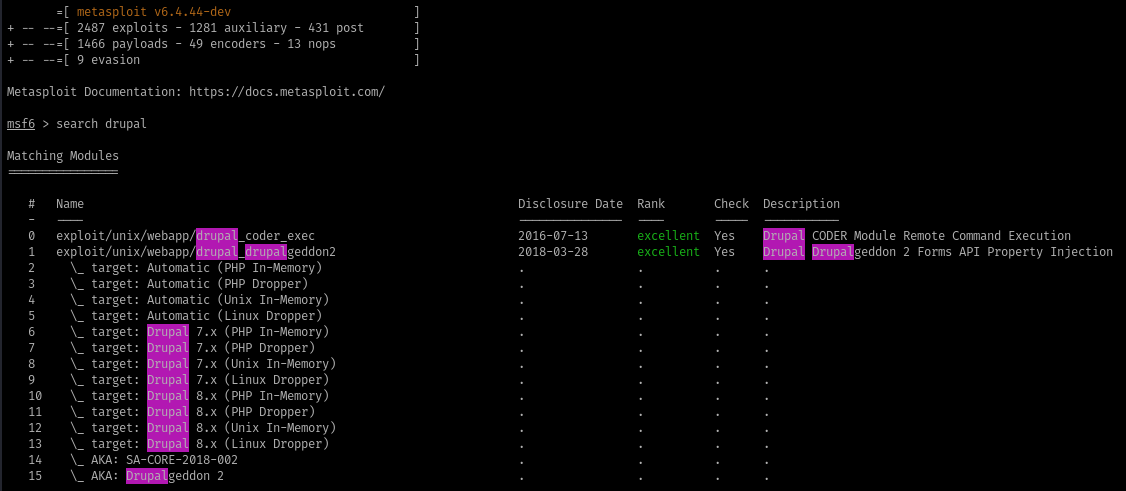 =[ metasploit v6.4.44-dev ]
+ -- --=[ 2487 exploits - 1281 auxiliary - 431 post ]
+ -- --=[ 1466 payloads - 49 encoders - 13 nops ]
+ -- --=[ 9 evasion ]
Metasploit Documentation: https://docs.metasploit.com/
msf6 > search drupal
Matching Modules
================
# Name Disclosure Date Rank Check Description
- ---- --------------- ---- ----- -----------
0 exploit/unix/webapp/drupal_coder_exec 2016-07-13 excellent Yes Drupal CODER Module Remote Command Execution
1 exploit/unix/webapp/drupal_drupalgeddon2 2018-03-28 excellent Yes Drupal Drupalgeddon 2 Forms API Property Injection
2 \_ target: Automatic (PHP In-Memory) . . . .
3 \_ target: Automatic (PHP Dropper) . . . .
4 \_ target: Automatic (Unix In-Memory) . . . .
5 \_ target: Automatic (Linux Dropper) . . . .
6 \_ target: Drupal 7.x (PHP In-Memory) . . . .
7 \_ target: Drupal 7.x (PHP Dropper) . . . .
8 \_ target: Drupal 7.x (Unix In-Memory) . . . .
9 \_ target: Drupal 7.x (Linux Dropper) . . . .
10 \_ target: Drupal 8.x (PHP In-Memory) . . . .
11 \_ target: Drupal 8.x (PHP Dropper) . . . .
12 \_ target: Drupal 8.x (Unix In-Memory) . . . .
13 \_ target: Drupal 8.x (Linux Dropper) . . . .
14 \_ AKA: SA-CORE-2018-002 . . . .
15 \_ AKA: Drupalgeddon 2 . . . .